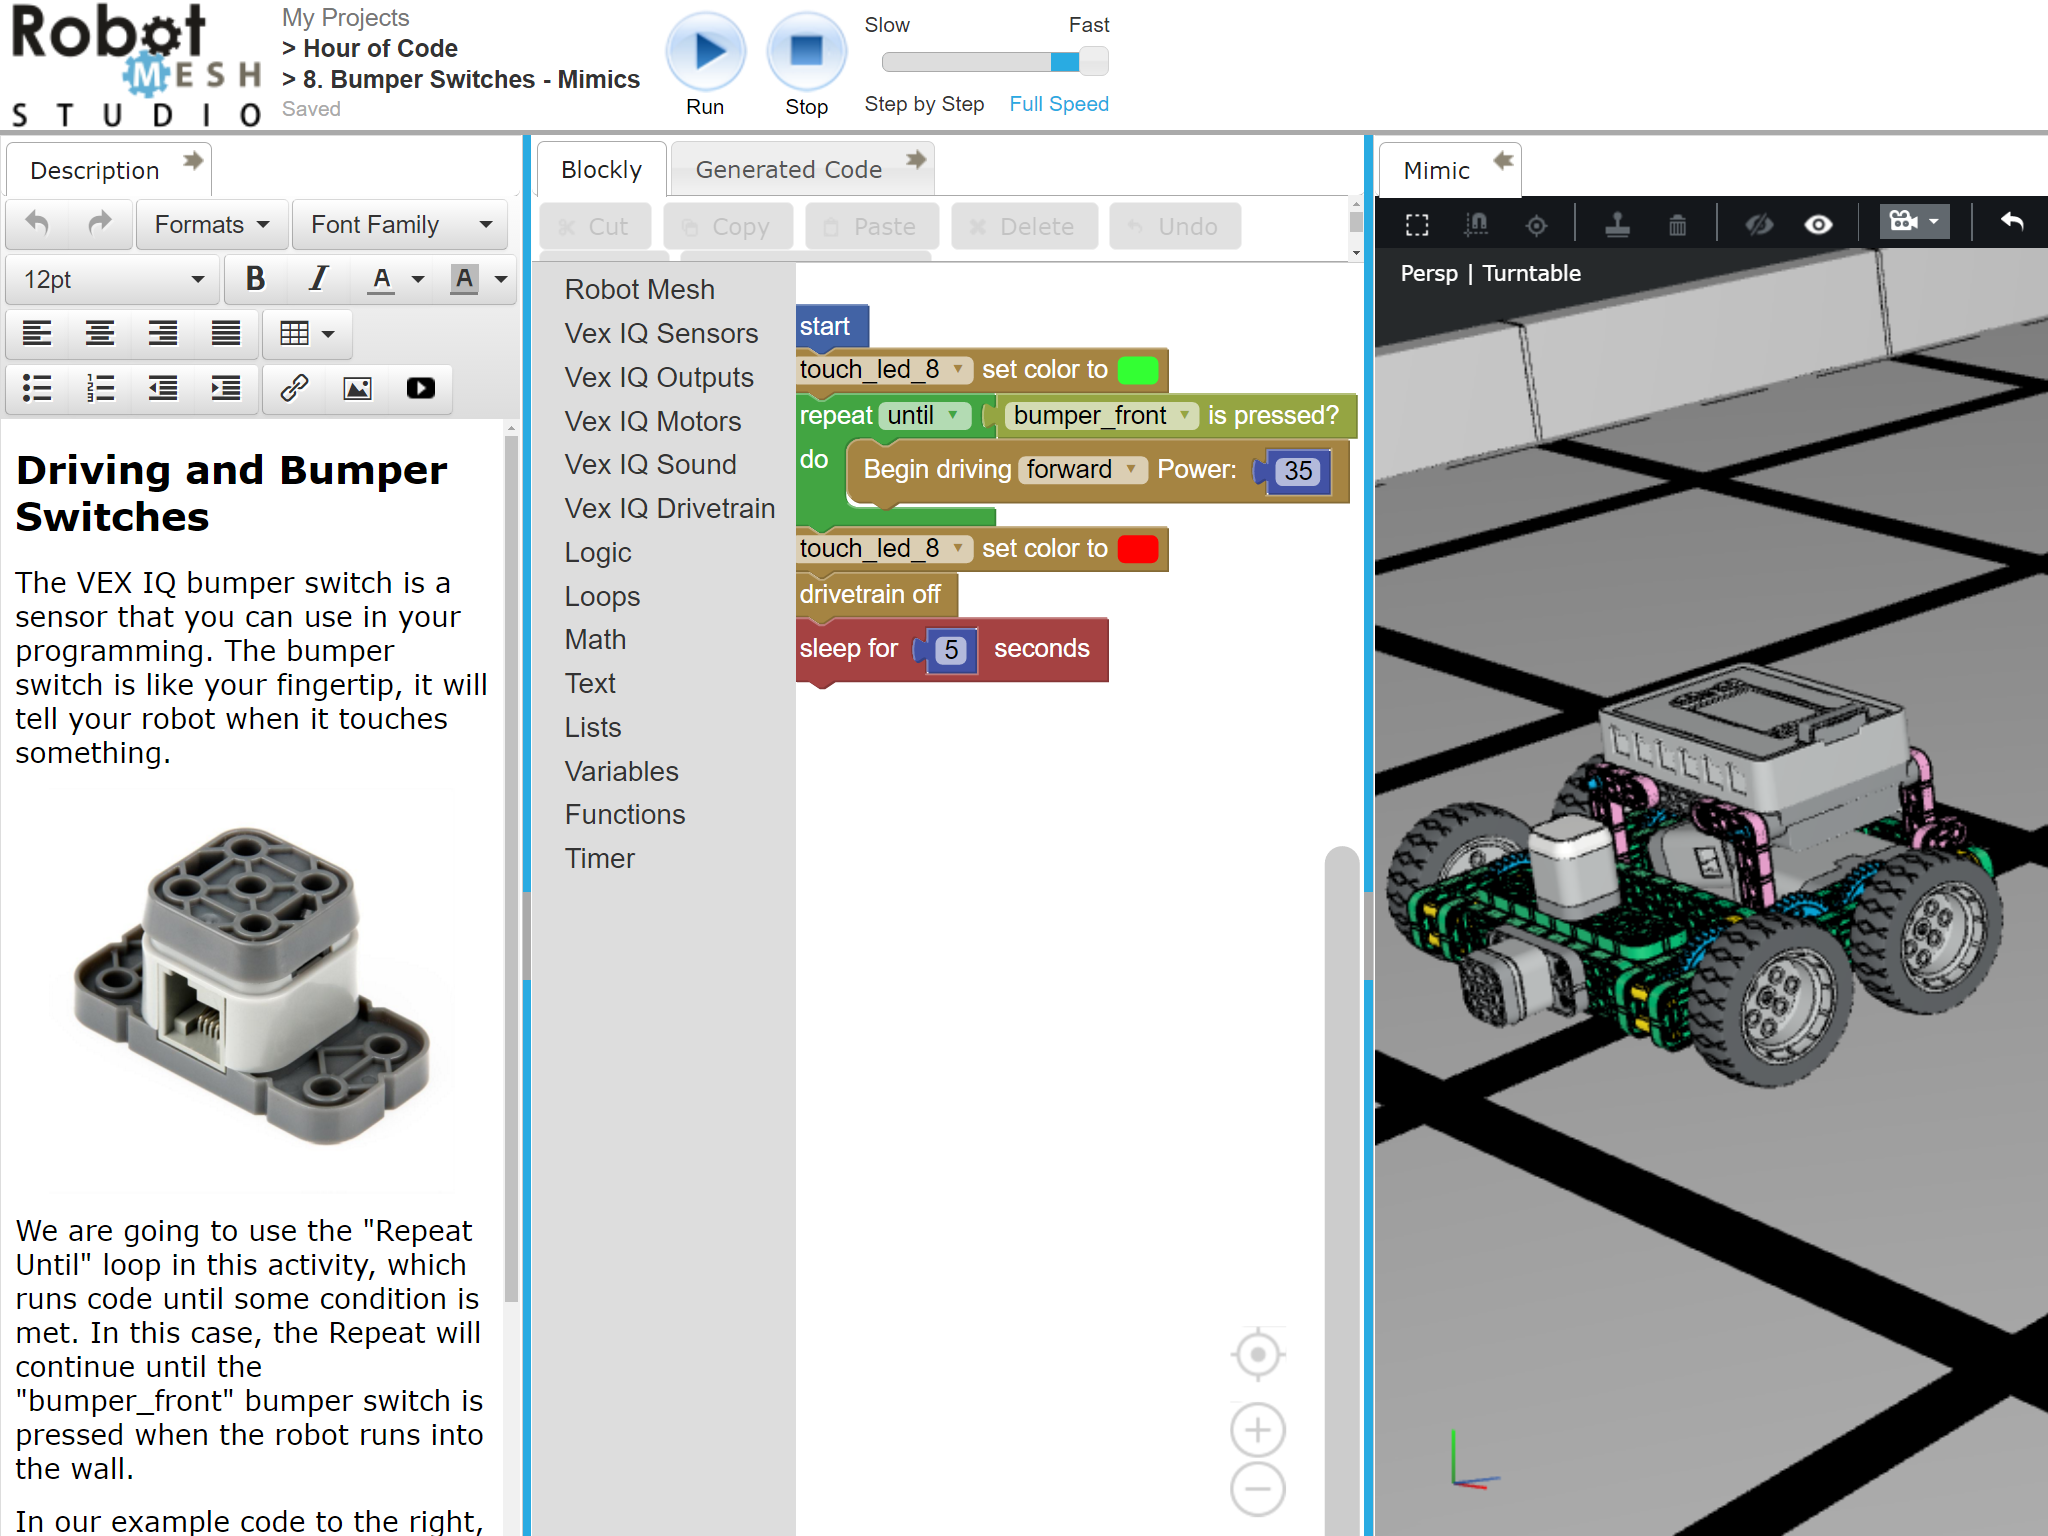 Robot
MESH
STUDIO
My Projects
> Hour of Code
> 8. Bumper Switches - Mimics
Saved
Run
Stop
Slow
Fast
Step by Step
Full Speed
Description
Formats
Font Family
12pt
B
I
A
A
Driving and Bumper
Switches
The VEX IQ bumper switch is a
sensor that you can use in your
programming. The bumper
switch is like your fingertip, it will
tell your robot when it touches
something.
We are going to use the "Repeat
Until" loop in this activity, which
runs code until some condition is
met. In this case, the Repeat will
continue until the
"bumper_front" bumper switch is
pressed when the robot runs into
the wall.
In our example code to the right,
Blockly
Generated Code
Cut
Copy
Paste
Delete
Undo
Robot Mesh
Vex IQ Sensors
Vex IQ Outputs
Vex IQ Motors
Vex IQ Sound
Vex IQ Drivetrain
Logic
Loops
Math
Text
Lists
Variables
Functions
Timer
start
touch_led_8 set color to
repeat until bumper_front is pressed?
do Begin driving forward Power: 35
touch_led_8 set color to
drivetrain off
sleep for 5 seconds
Mimic
Persp | Turntable